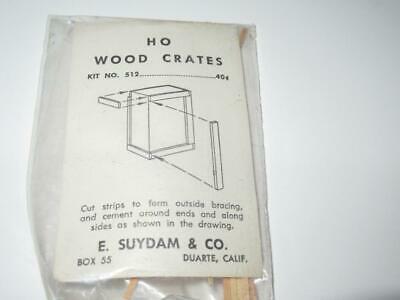 HO
WOOD CRATES
KIT NO. 512......................40¢
Cut strips to form outside bracing,
and cement around ends and along
sides as shown in the drawing.
E. SUYDAM & CO.
BOX 55 DUARTE, CALIF.